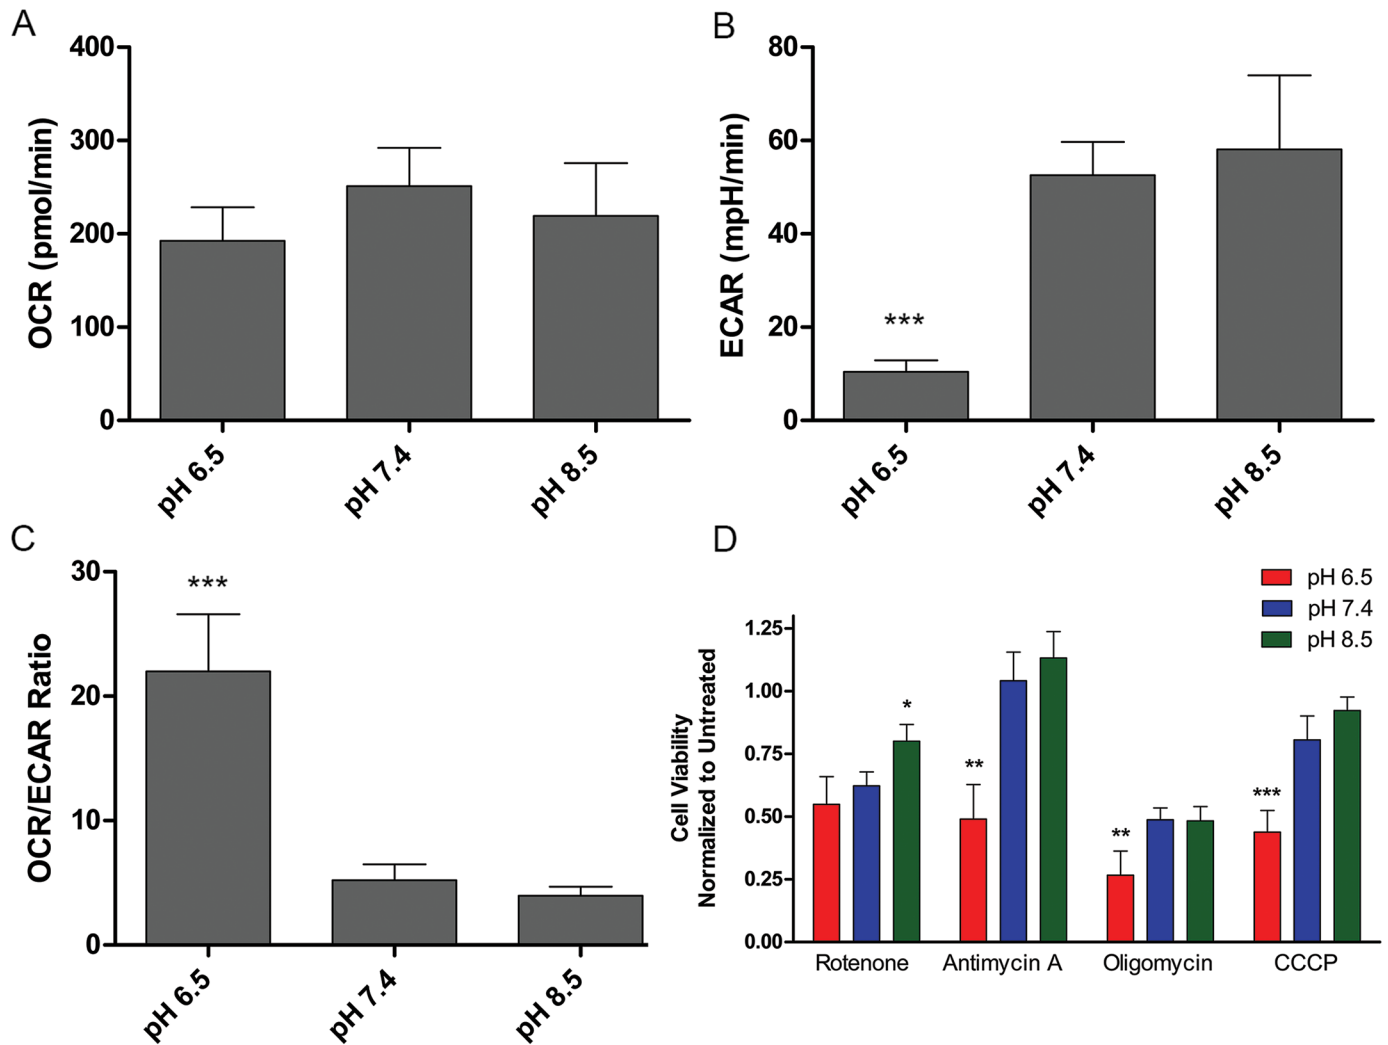 A
400
300
200
100
0
OCR (pmol/min)
pH 6.5
pH 7.4
pH 8.5
B
80
60
40
20
0
ECAR (mpH/min)
***
pH 6.5
pH 7.4
pH 8.5
C
30
20
10
0
OCR/ECAR Ratio
***
pH 6.5
pH 7.4
pH 8.5
D
pH 6.5
pH 7.4
pH 8.5
1.25
1.00
0.75
0.50
0.25
0.00
Cell Viability
Normalized to Untreated
*
**
**
***
Rotenone
Antimycin A
Oligomycin
CCCP